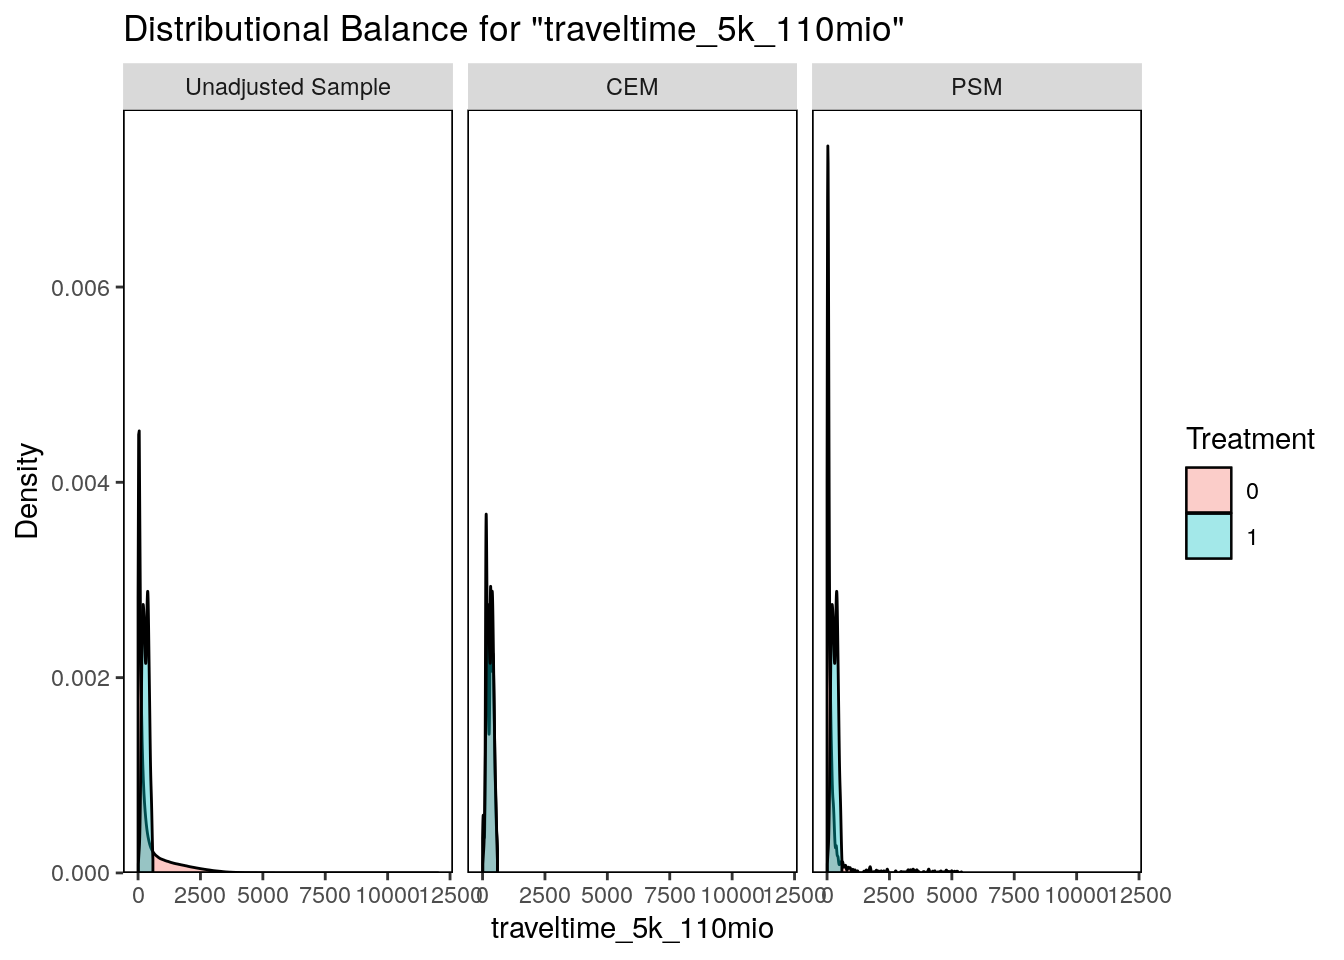 Distributional Balance for "traveltime_5k_110mio"
Unadjusted Sample
CEM
PSM
Density
0.006
0.004
0.002
0.000
0 2500 5000 7500 10000 12500
0 2500 5000 7500 10000 12500
0 2500 5000 7500 10000 12500
traveltime_5k_110mio
Treatment
0
1